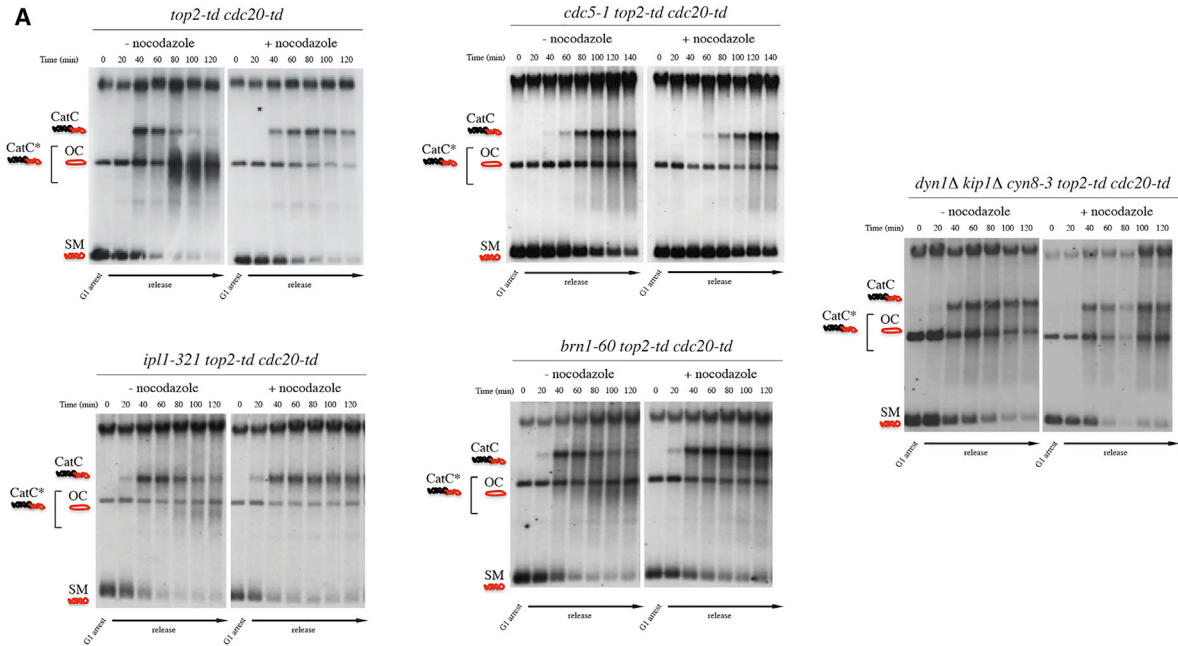 A
top2-td cdc20-td
- nocodazole + nocodazole
Time (min) 0 20 40 60 80 100 120 0 20 40 60 80 100 120
CatC
CatC*
OC
SM
G1 arrest release G1 arrest release
cdc5-1 top2-td cdc20-td
- nocodazole + nocodazole
Time (min) 0 20 40 60 80 100 120 140 0 20 40 60 80 100 120 140
CatC
CatC*
OC
SM
G1 arrest release G1 arrest release
dyn1Δ kip1Δ cyn8-3 top2-td cdc20-td
- nocodazole + nocodazole
Time (min) 0 20 40 60 80 100 120 0 20 40 60 80 100 120
CatC
CatC*
OC
SM
G1 arrest release G1 arrest release
ipl1-321 top2-td cdc20-td
- nocodazole + nocodazole
Time (min) 0 20 40 60 80 100 120 0 20 40 60 80 100 120
CatC
CatC*
OC
SM
G1 arrest release G1 arrest release
brn1-60 top2-td cdc20-td
- nocodazole + nocodazole
Time (min) 0 20 40 60 80 100 120 0 20 40 60 80 100 120
CatC
CatC*
OC
SM
G1 arrest release G1 arrest release